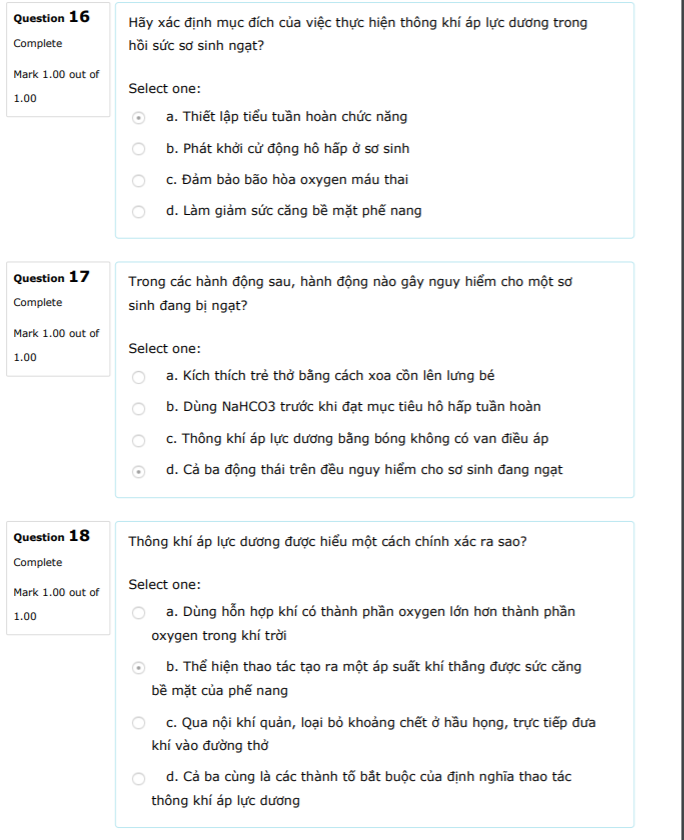 Question 16
Complete
Mark 1.00 out of
1.00
Hãy xác định mục đích của việc thực hiện thông khí áp lực dương trong
hồi sức sơ sinh ngạt?
Select one:
a. Thiết lập tiểu tuần hoàn chức năng
b. Phát khởi cử động hô hấp ở sơ sinh
c. Đảm bảo bão hòa oxygen máu thai
d. Làm giảm sức căng bề mặt phế nang
Question 17
Complete
Mark 1.00 out of
1.00
Trong các hành động sau, hành động nào gây nguy hiểm cho một sơ
sinh đang bị ngạt?
Select one:
a. Kích thích trẻ thở bằng cách xoa cồn lên lưng bé
b. Dùng NaHCO3 trước khi đạt mục tiêu hô hấp tuần hoàn
c. Thông khí áp lực dương bằng bóng không có van điều áp
d. Cả ba động thái trên đều nguy hiểm cho sơ sinh đang ngạt
Question 18
Complete
Mark 1.00 out of
1.00
Thông khí áp lực dương được hiểu một cách chính xác ra sao?
Select one:
a. Dùng hỗn hợp khí có thành phần oxygen lớn hơn thành phần
oxygen trong khí trời
b. Thể hiện thao tác tạo ra một áp suất khí thắng được sức căng
bề mặt của phế nang
c. Qua nội khí quản, loại bỏ khoảng chết ở hầu họng, trực tiếp đưa
khí vào đường thở
d. Cả ba cùng là các thành tố bắt buộc của định nghĩa thao tác
thông khí áp lực dương